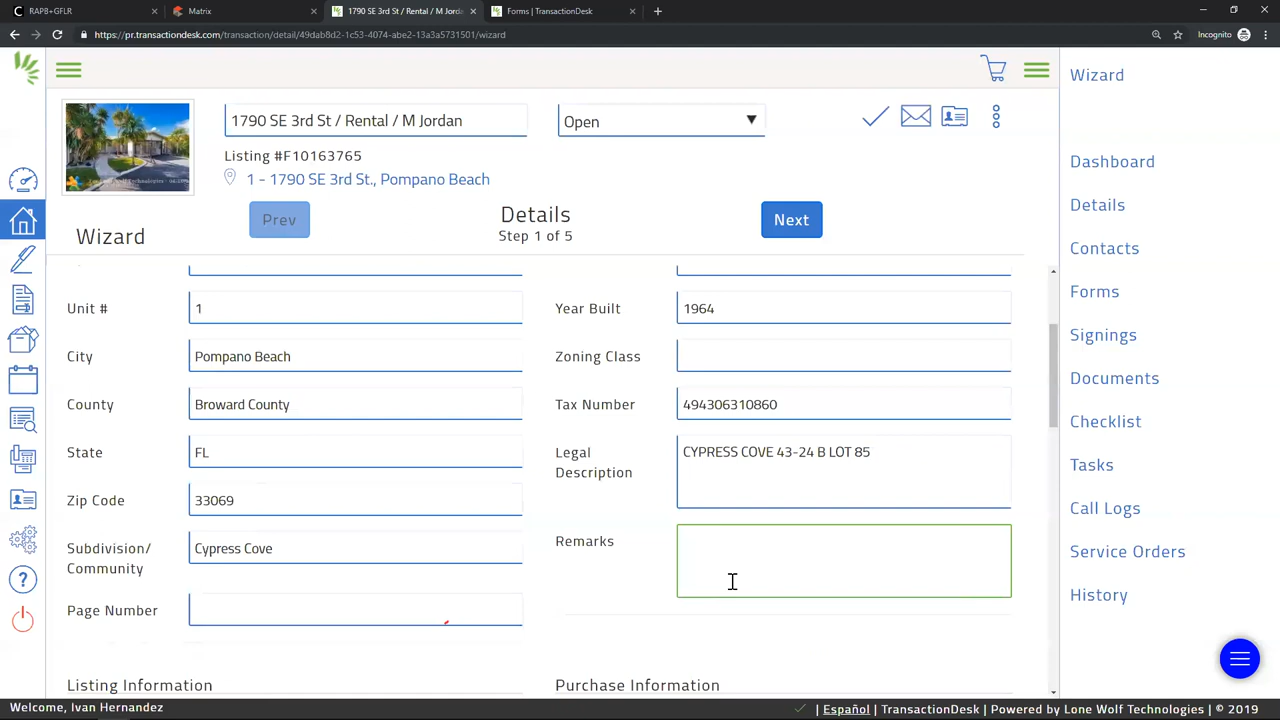 RAP8+GFLR
Matrix
1790 SE 3rd St / Rental / M Jorda
Forms | TransactionDesk
https://pr.transactiondesk.com/transaction/detail/49dab8d2-1c53-4074-abe2-13a3a5731501/wizard
Incognito
1790 SE 3rd St / Rental / M Jordan
Open
Listing #F10163765
1 - 1790 SE 3rd St., Pompano Beach
Wizard
Prev
Details
Step 1 of 5
Next
Unit #
1
Year Built
1964
City
Pompano Beach
Zoning Class
County
Broward County
Tax Number
494306310860
State
FL
Legal
Description
CYPRESS COVE 43-24 B LOT 85
Zip Code
33069
Subdivision/
Community
Cypress Cove
Remarks
Page Number
Listing Information
Purchase Information
Wizard
Dashboard
Details
Contacts
Forms
Signings
Documents
Checklist
Tasks
Call Logs
Service Orders
History
Welcome, Ivan Hernandez
| Español | TransactionDesk | Powered by Lone Wolf Technologies | © 2019